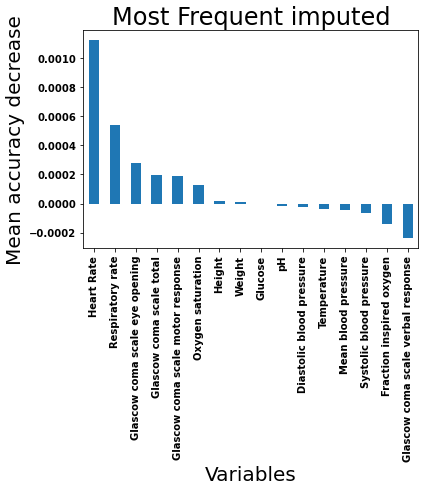 Most Frequent imputed
Mean accuracy decrease
0.0010
0.0008
0.0006
0.0004
0.0002
0.0000
−0.0002
Heart Rate
Respiratory rate
Glascow coma scale eye opening
Glascow coma scale total
Glascow coma scale motor response
Oxygen saturation
Height
Weight
Glucose
pH
Diastolic blood pressure
Temperature
Mean blood pressure
Systolic blood pressure
Fraction inspired oxygen
Glascow coma scale verbal response
Variables